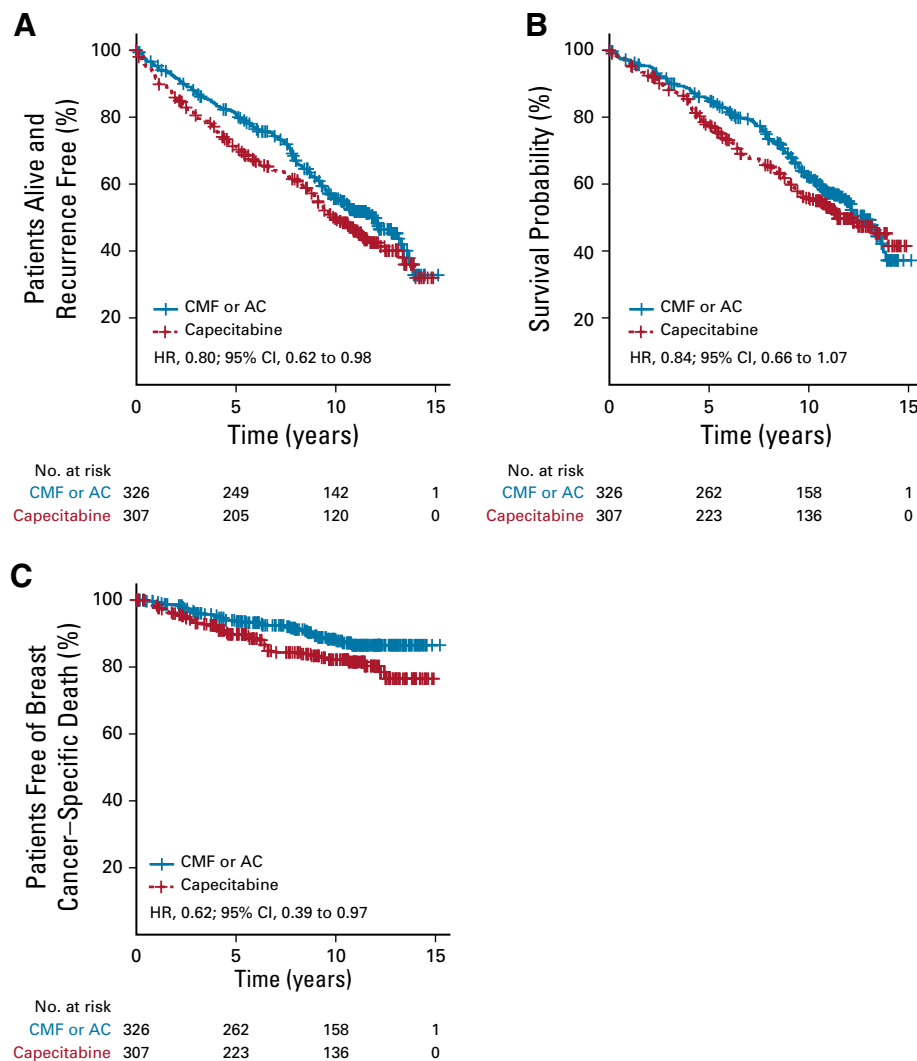 A
Patients Alive and
Recurrence Free (%)
100
80
60
40
20
CMF or AC
Capecitabine
HR, 0.80; 95% CI, 0.62 to 0.98
0 5 10 15
Time (years)
No. at risk
CMF or AC 326 249 142 1
Capecitabine 307 205 120 0
B
Survival Probability (%)
100
80
60
40
20
CMF or AC
Capecitabine
HR, 0.84; 95% CI, 0.66 to 1.07
0 5 10 15
Time (years)
No. at risk
CMF or AC 326 262 158 1
Capecitabine 307 223 136 0
C
Patients Free of Breast
Cancer–Specific Death (%)
100
80
60
40
20
CMF or AC
Capecitabine
HR, 0.62; 95% CI, 0.39 to 0.97
0 5 10 15
Time (years)
No. at risk
CMF or AC 326 262 158 1
Capecitabine 307 223 136 0